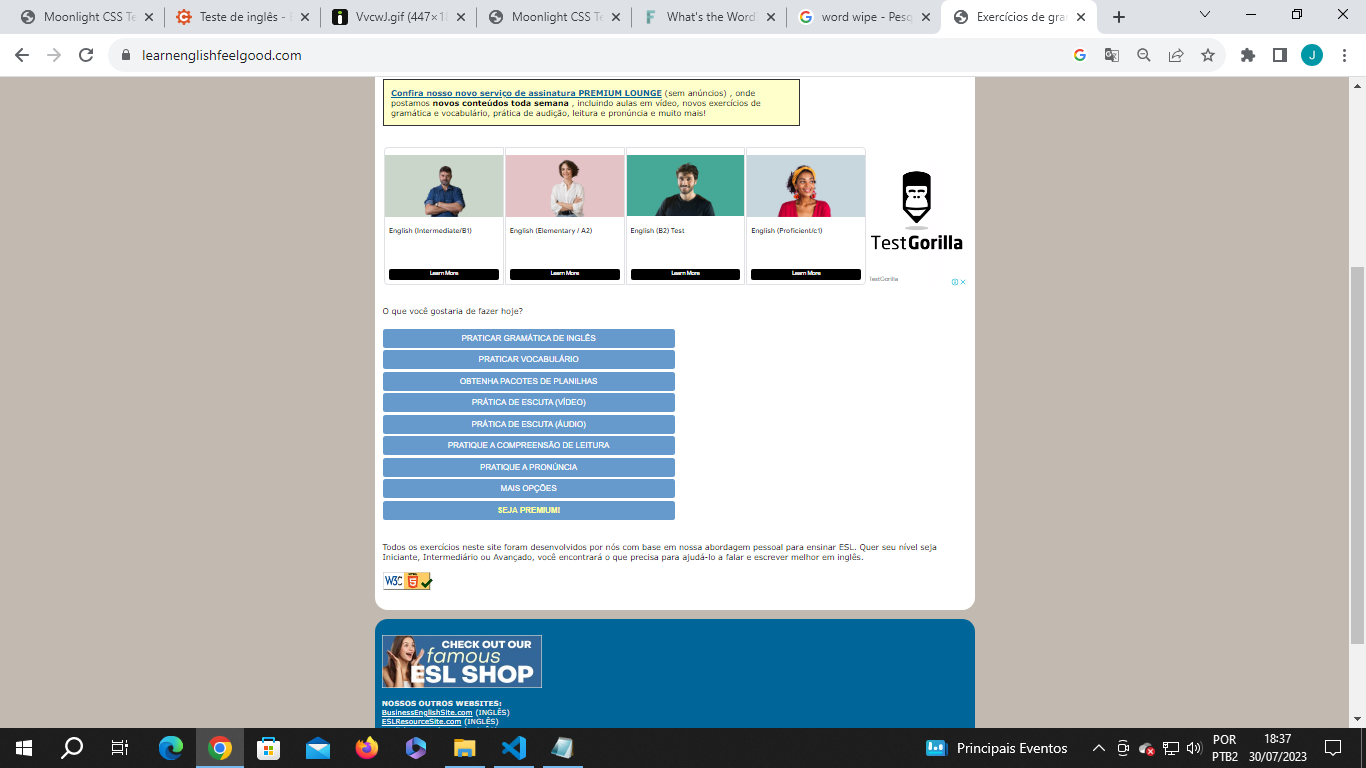 Moonlight CSS Te
Teste de inglês -
VvcwJ.gif (447×1
Moonlight CSS Te
What's the Word
word wipe - Pesq
Exercícios de gra
learnenglishfeelgood.com
J
Confira nosso novo serviço de assinatura PREMIUM LOUNGE (sem anúncios) , onde
postamos novos conteúdos toda semana , incluindo aulas em vídeo, novos exercícios de
gramática e vocabulário, prática de audição, leitura e pronúncia e muito mais!
English (Intermediate/B1)
English (Elementary / A2)
English (B2) Test
English (Proficient/c1)
Learn More
Learn More
Learn More
Learn More
TestGorilla
TestGorilla
O que você gostaria de fazer hoje?
PRATICAR GRAMÁTICA DE INGLÊS
PRATICAR VOCABULÁRIO
OBTENHA PACOTES DE PLANILHAS
PRÁTICA DE ESCUTA (VÍDEO)
PRÁTICA DE ESCUTA (ÁUDIO)
PRATIQUE A COMPREENSÃO DE LEITURA
PRATIQUE A PRONÚNCIA
MAIS OPÇÕES
SEJA PREMIUM!
Todos os exercícios neste site foram desenvolvidos por nós com base em nossa abordagem pessoal para ensinar ESL. Quer seu nível seja
Iniciante, Intermediário ou Avançado, você encontrará o que precisa para ajudá-lo a falar e escrever melhor em inglês.
W3C HTML 5
CHECK OUT OUR
famous
ESL SHOP
NOSSOS OUTROS WEBSITES:
BusinessEnglishSite.com (INGLÊS)
ESLResourceSite.com (INGLÊS)
Principais Eventos
POR
PTB2
18:37
30/07/2023